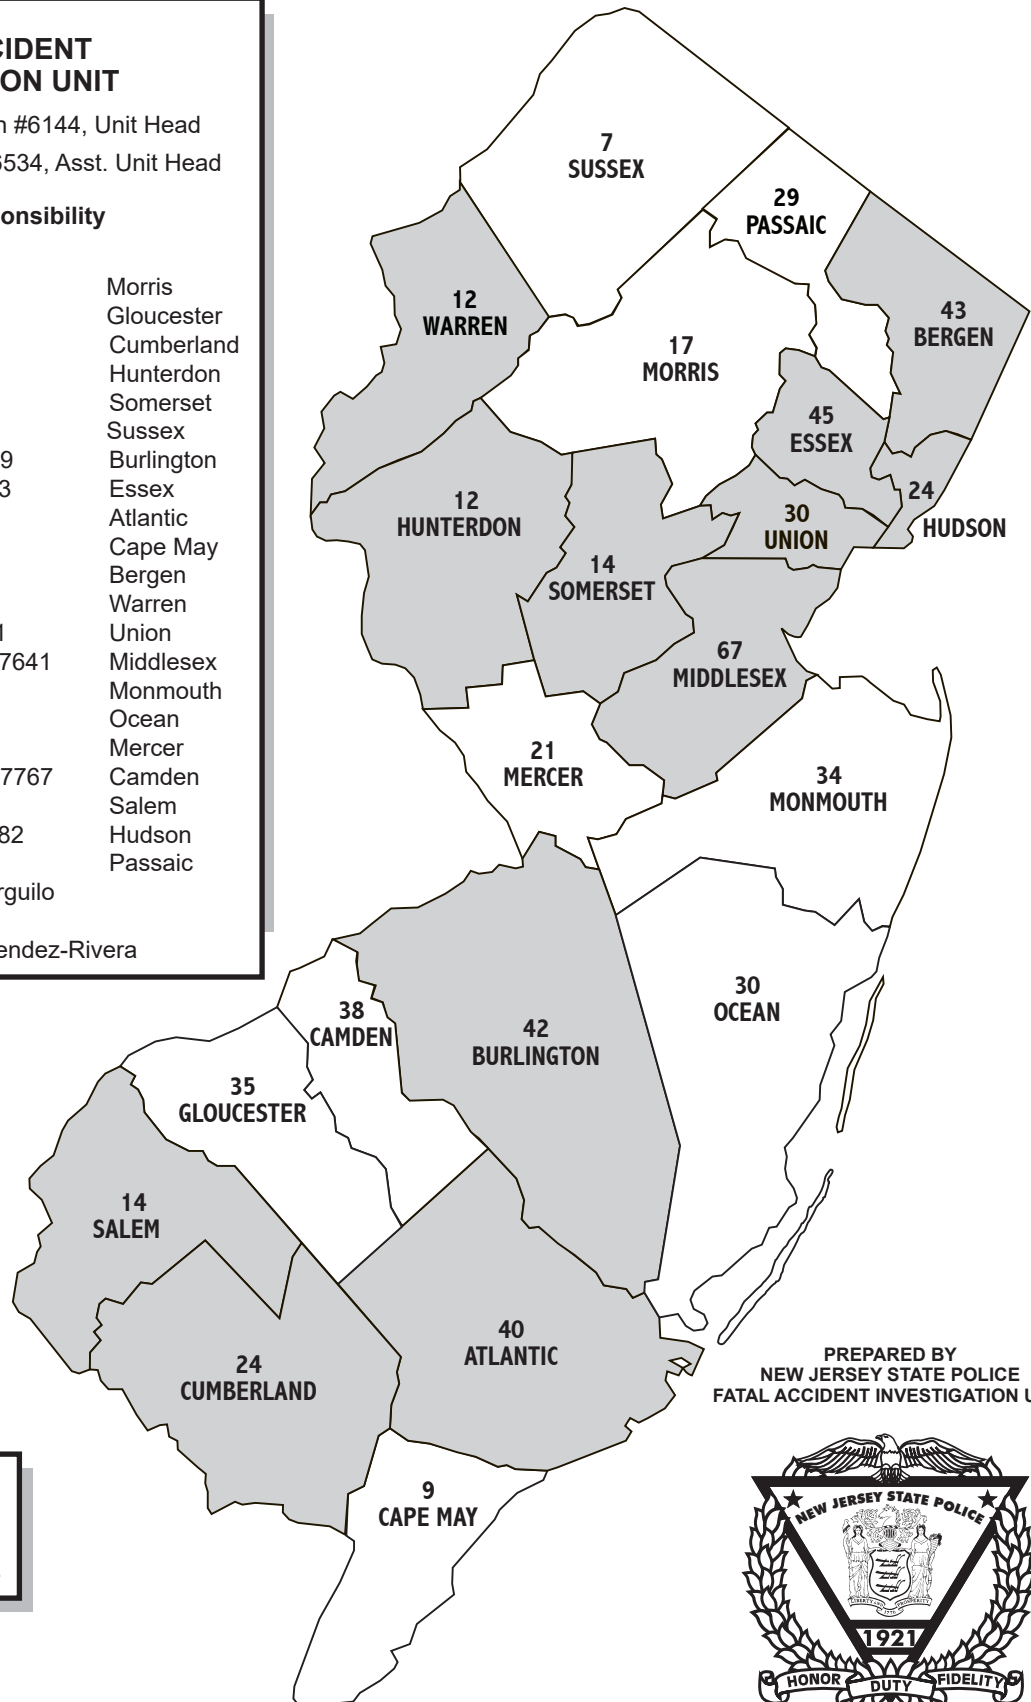 CIDENT
ON UNIT
#6144, Unit Head
6534, Asst. Unit Head
onsibility
Morris
Gloucester
Cumberland
Hunterdon
Somerset
Sussex
9 Burlington
3 Essex
Atlantic
Cape May
Bergen
Warren
1 Union
7641 Middlesex
Monmouth
Ocean
Mercer
7767 Camden
Salem
82 Hudson
Passaic
rguilo
endez-Rivera
7
SUSSEX
29
PASSAIC
12
WARREN
43
BERGEN
17
MORRIS
45
ESSEX
24
HUDSON
12
HUNTERDON
30
UNION
14
SOMERSET
67
MIDDLESEX
21
MERCER
34
MONMOUTH
30
OCEAN
38
CAMDEN
42
BURLINGTON
35
GLOUCESTER
14
SALEM
40
ATLANTIC
24
CUMBERLAND
9
CAPE MAY
PREPARED BY
NEW JERSEY STATE POLICE
FATAL ACCIDENT INVESTIGATION U
NEW JERSEY STATE POLICE
LIBERTY AND PROSPERITY
1776
1921
HONOR DUTY FIDELITY